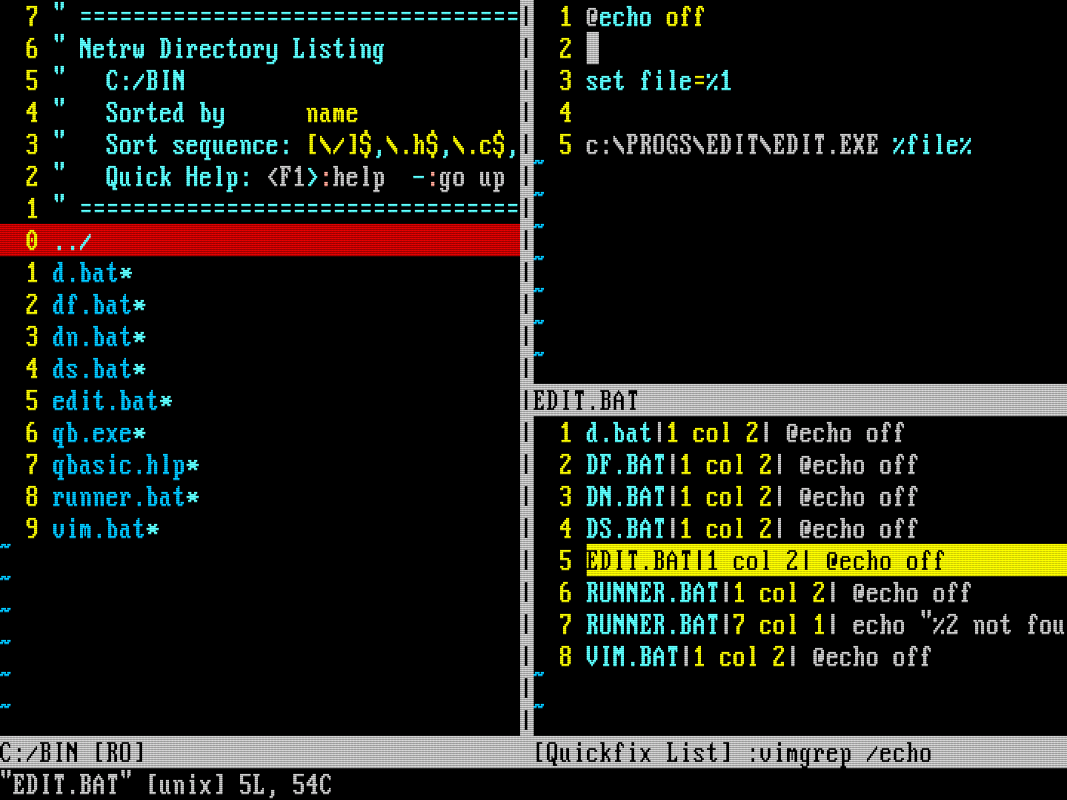 7 " =================================
6 " Netrw Directory Listing
5 "   C:/BIN
4 "   Sorted by      name
3 "   Sort sequence: [\/]$,\.h$,\.c$,
2 "   Quick Help: <F1>:help  -:go up
1 " =================================
0 ../
1 d.bat*
2 df.bat*
3 dn.bat*
4 ds.bat*
5 edit.bat*
6 qb.exe*
7 qbasic.hlp*
8 runner.bat*
9 vim.bat*
~
~
~
~
~
~
C:/BIN [RO]
1 @echo off
2
3 set file=%1
4
5 c:\PROGS\EDIT\EDIT.EXE %file%
~
~
~
~
~
~
~
EDIT.BAT
1 d.bat|1 col 2| @echo off
2 DF.BAT|1 col 2| @echo off
3 DN.BAT|1 col 2| @echo off
4 DS.BAT|1 col 2| @echo off
5 EDIT.BAT|1 col 2| @echo off
6 RUNNER.BAT|1 col 2| @echo off
7 RUNNER.BAT|7 col 1| echo "%2 not fou
8 VIM.BAT|1 col 2| @echo off
~
~
[Quickfix List] :vimgrep /echo
"EDIT.BAT" [unix] 5L, 54C